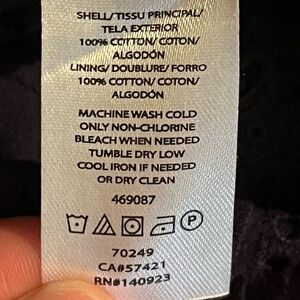 SHELL/TISSU PRINCIPAL/
TELA EXTERIOR
100% COTTON/COTON/
ALGODÓN
LINING/DOUBLURE/FORRO
100% COTTON/COTON/
ALGODÓN
MACHINE WASH COLD
ONLY NON-CHLORINE
BLEACH WHEN NEEDED
TUMBLE DRY LOW
COOL IRON IF NEEDED
OR DRY CLEAN
469087
P
70249
CA#57421
RN#140923